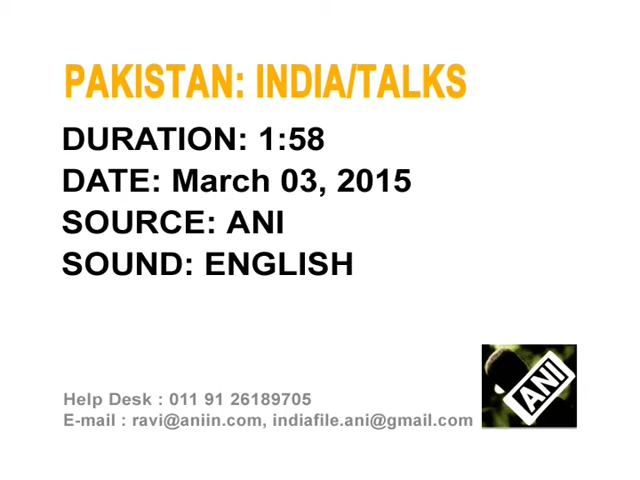 PAKISTAN: INDIA/TALKS
DURATION: 1:58
DATE: March 03, 2015
SOURCE: ANI
SOUND: ENGLISH
Help Desk : 011 91 26189705
E-mail : ravi@aniin.com, indiafile.ani@gmail.com
ANI